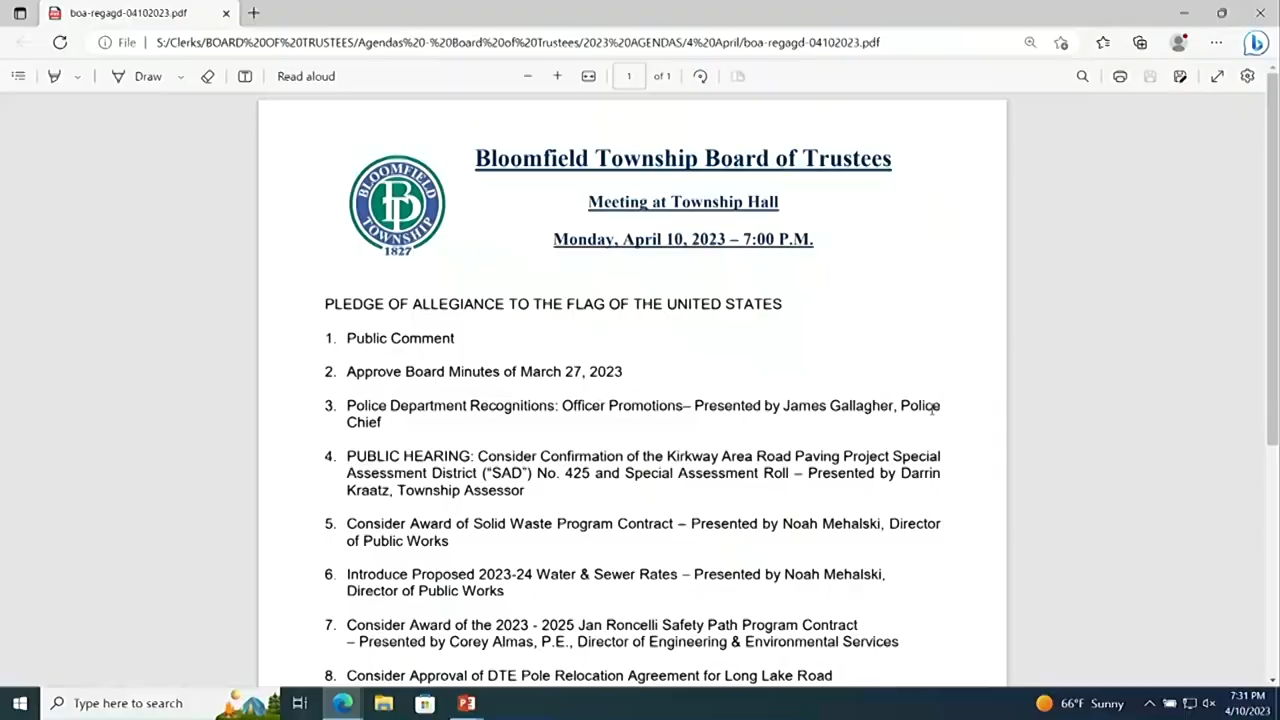 boa-regagd-04102023.pdf
File
S:/Clerks/BOARD%20OF%20TRUSTEES/Agendas%20-%20Board%20of%20Trustees/2023%20AGENDAS/4%20April/boa-regagd-04102023.pdf
Draw
Read aloud
1 of 1
Bloomfield Township Board of Trustees
Meeting at Township Hall
Monday, April 10, 2023 – 7:00 P.M.
BLOOMFIELD
TOWNSHIP
1827
PLEDGE OF ALLEGIANCE TO THE FLAG OF THE UNITED STATES
1. Public Comment
2. Approve Board Minutes of March 27, 2023
3. Police Department Recognitions: Officer Promotions– Presented by James Gallagher, Police
Chief
4. PUBLIC HEARING: Consider Confirmation of the Kirkway Area Road Paving Project Special
Assessment District (“SAD”) No. 425 and Special Assessment Roll – Presented by Darrin
Kraatz, Township Assessor
5. Consider Award of Solid Waste Program Contract – Presented by Noah Mehalski, Director
of Public Works
6. Introduce Proposed 2023-24 Water & Sewer Rates – Presented by Noah Mehalski,
Director of Public Works
7. Consider Award of the 2023 - 2025 Jan Roncelli Safety Path Program Contract
– Presented by Corey Almas, P.E., Director of Engineering & Environmental Services
8. Consider Approval of DTE Pole Relocation Agreement for Long Lake Road
Type here to search
66°F Sunny
7:31 PM
4/10/2023